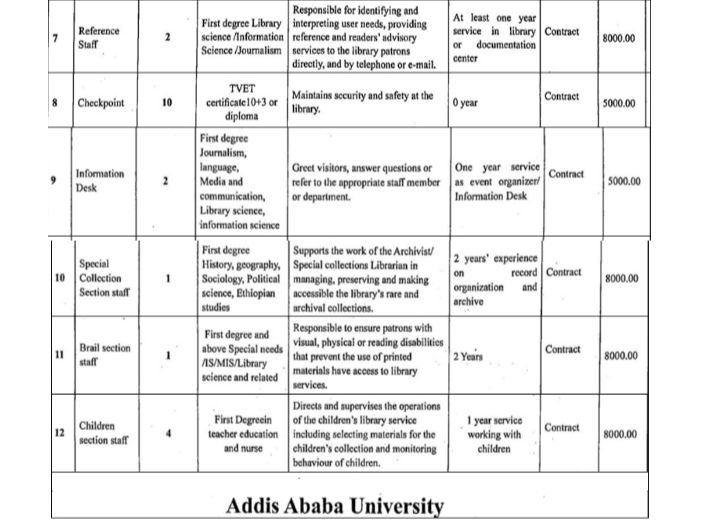 7
Reference
Staff
2
First degree Library
science /Information
Science /Journalism
Responsible for identifying and
interpreting user needs, providing
reference and readers' advisory
services to the library patrons
directly, and by telephone or e-mail.
At least one year
service in library
or documentation
center
Contract
8000.00
8
Checkpoint
10
TVET
certificate10+3 or
diploma
Maintains security and safety at the
library.
0 year
Contract
5000.00
9
Information
Desk
2
First degree
Journalism,
language,
Media and
communication,
Library science,
information science
Greet visitors, answer questions or
refer to the appropriate staff member
or department.
One year service
as event organizer/
Information Desk
Contract
5000.00
10
Special
Collection
Section staff
1
First degree
History, geography,
Sociology, Political
science, Ethiopian
studies
Supports the work of the Archivist/
Special collections Librarian in
managing, preserving and making
accessible the library's rare and
archival collections.
2 years' experience
on record
organization and
archive
Contract
8000.00
11
Brail section
staff
1
First degree and
above Special needs
/IS/MIS/Library
science and related
Responsible to ensure patrons with
visual, physical or reading disabilities
that prevent the use of printed
materials have access to library
services.
2 Years
Contract
8000.00
12
Children
section staff
4
First Degreein
teacher education
and nurse
Directs and supervises the operations
of the children's library service
including selecting materials for the
children's collection and monitoring
behaviour of children.
1 year service
working with
children
Contract
8000.00
Addis Ababa University